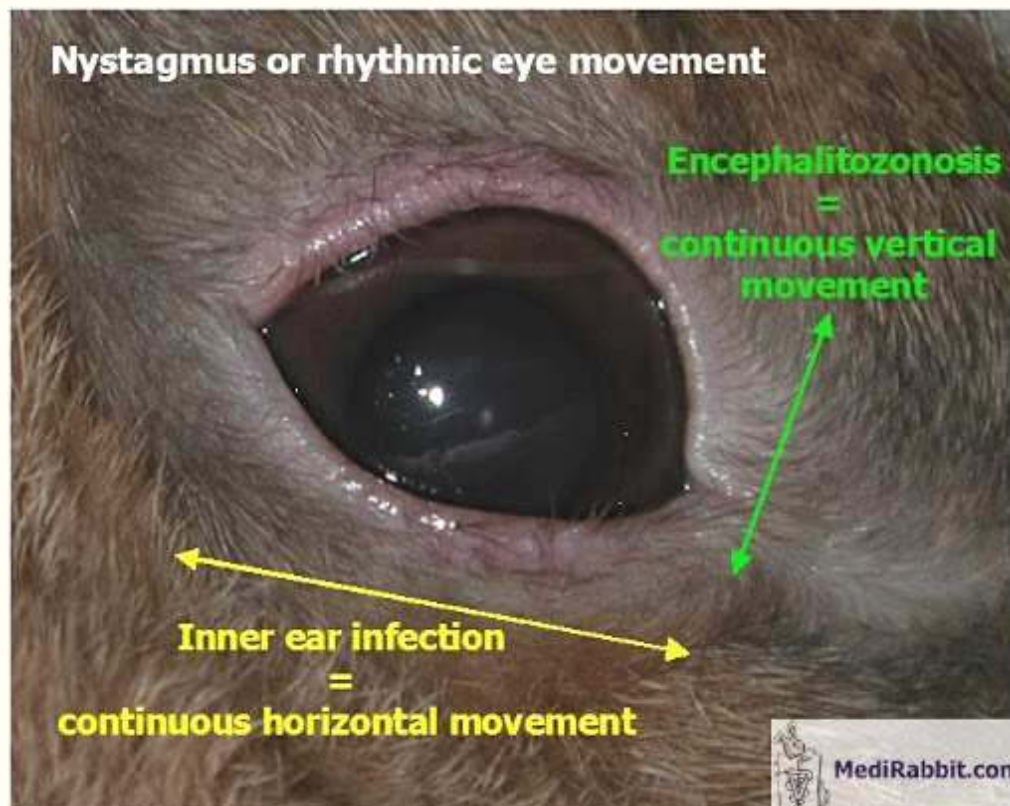 Nystagmus or rhythmic eye movement
Encephalitozonosis
=
continuous vertical
movement
Inner ear infection
=
continuous horizontal movement
MediRabbit.com